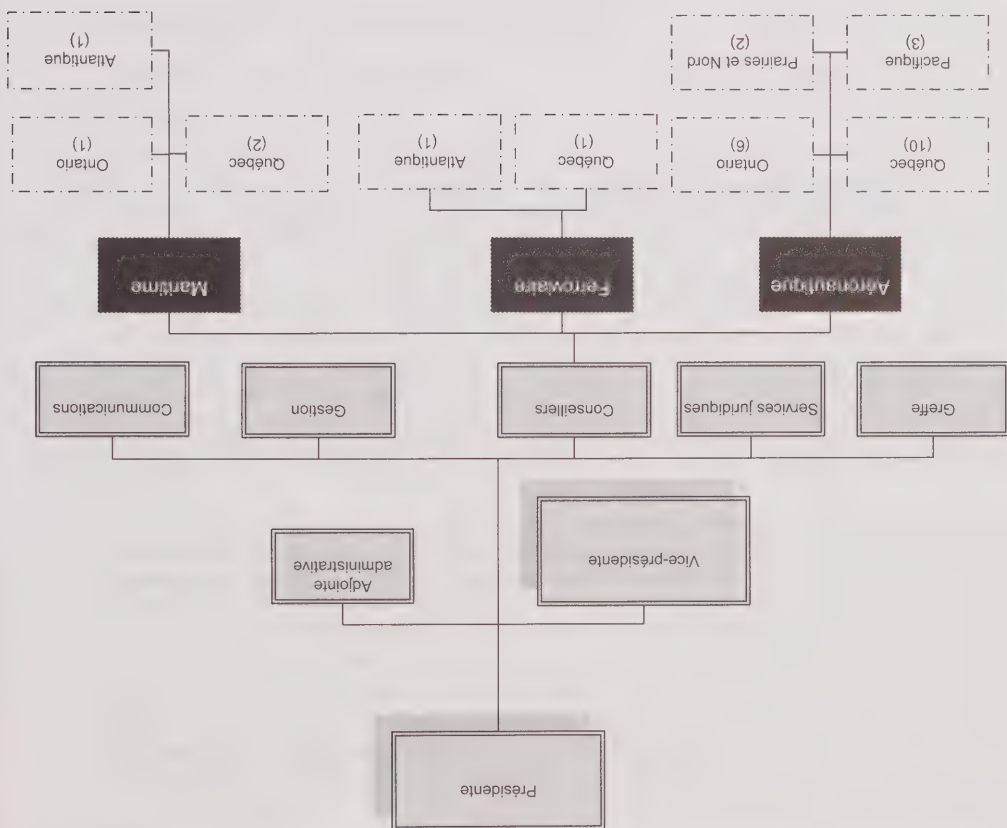 Présidente
Vice-présidente
Adjointe
administrative
Greffe
Services juridiques
Conseillers
Gestion
Communications
Aéronautique
Ferroviaire
Maritime
Québec
(10)
Ontario
(6)
Québec
(1)
Atlantique
(1)
Québec
(2)
Ontario
(1)
Pacifique
(3)
Prairies et Nord
(2)
Atlantique
(1)